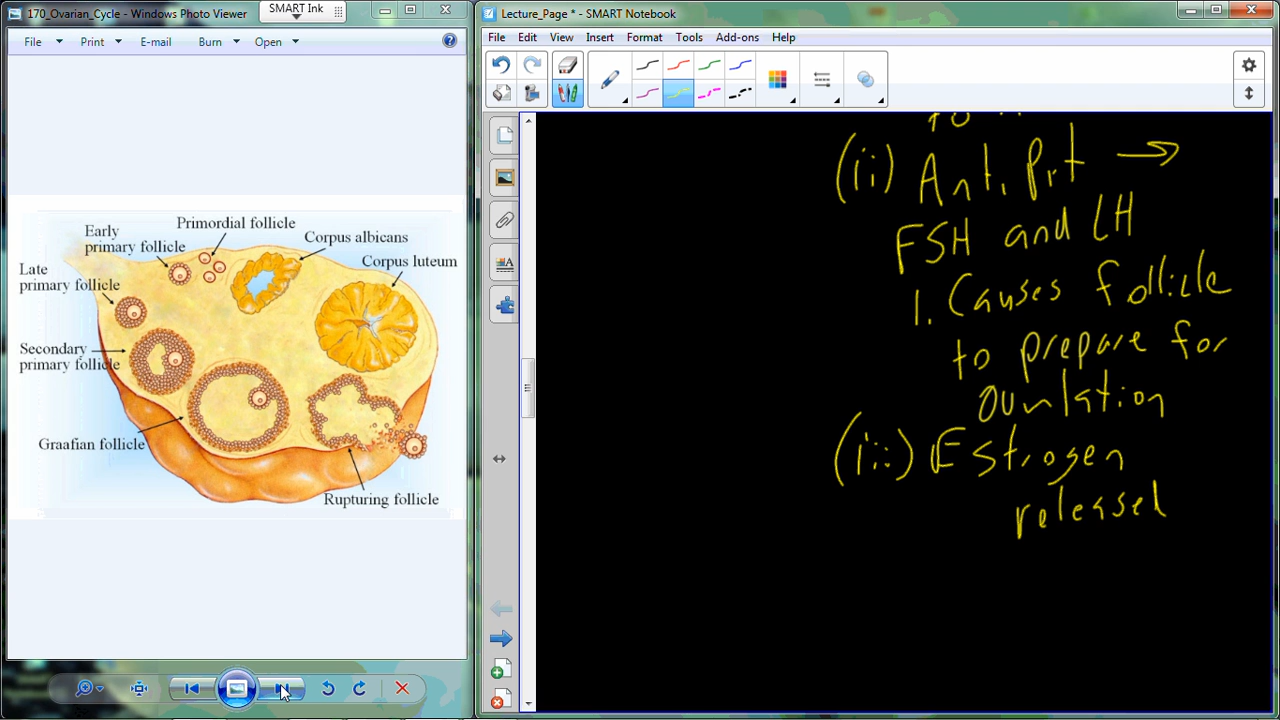 170_Ovarian_Cycle - Windows Photo Viewer
SMART Ink
File Print E-mail Burn Open
Primordial follicle
Early
primary follicle
Corpus albicans
Corpus luteum
Late
primary follicle
Secondary
primary follicle
Graafian follicle
Rupturing follicle
Lecture_Page * - SMART Notebook
File Edit View Insert Format Tools Add-ons Help
to
(ii) Ant. Pit →
FSH and LH
1. Causes follicle
to prepare for
ovulation
(iii) Estrogen
released